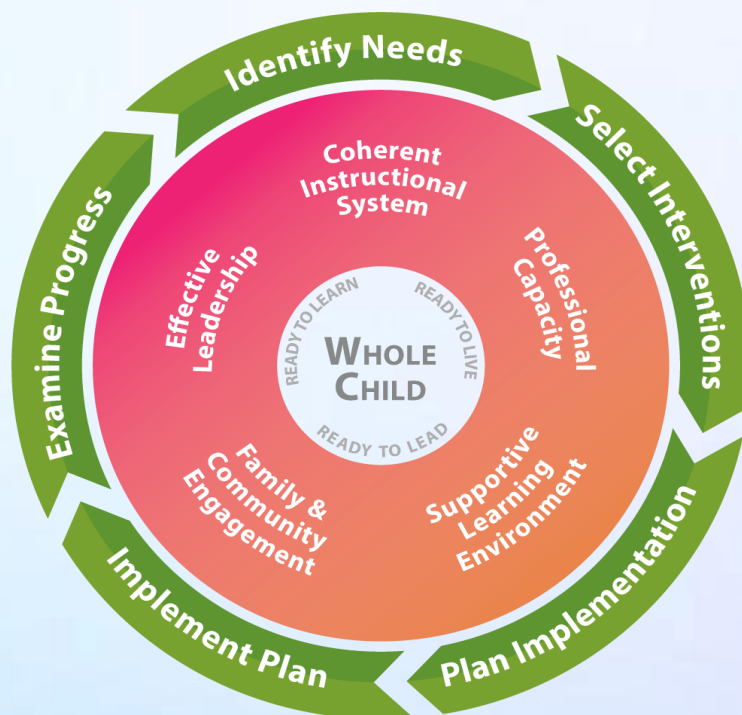 Identify Needs
Select Interventions
Plan Implementation
Implement Plan
Examine Progress
Coherent
Instructional
System
Professional
Capacity
Supportive
Learning
Environment
Family &
Community
Engagement
Effective
Leadership
READY TO LEARN
READY TO LIVE
WHOLE
CHILD
READY TO LEAD